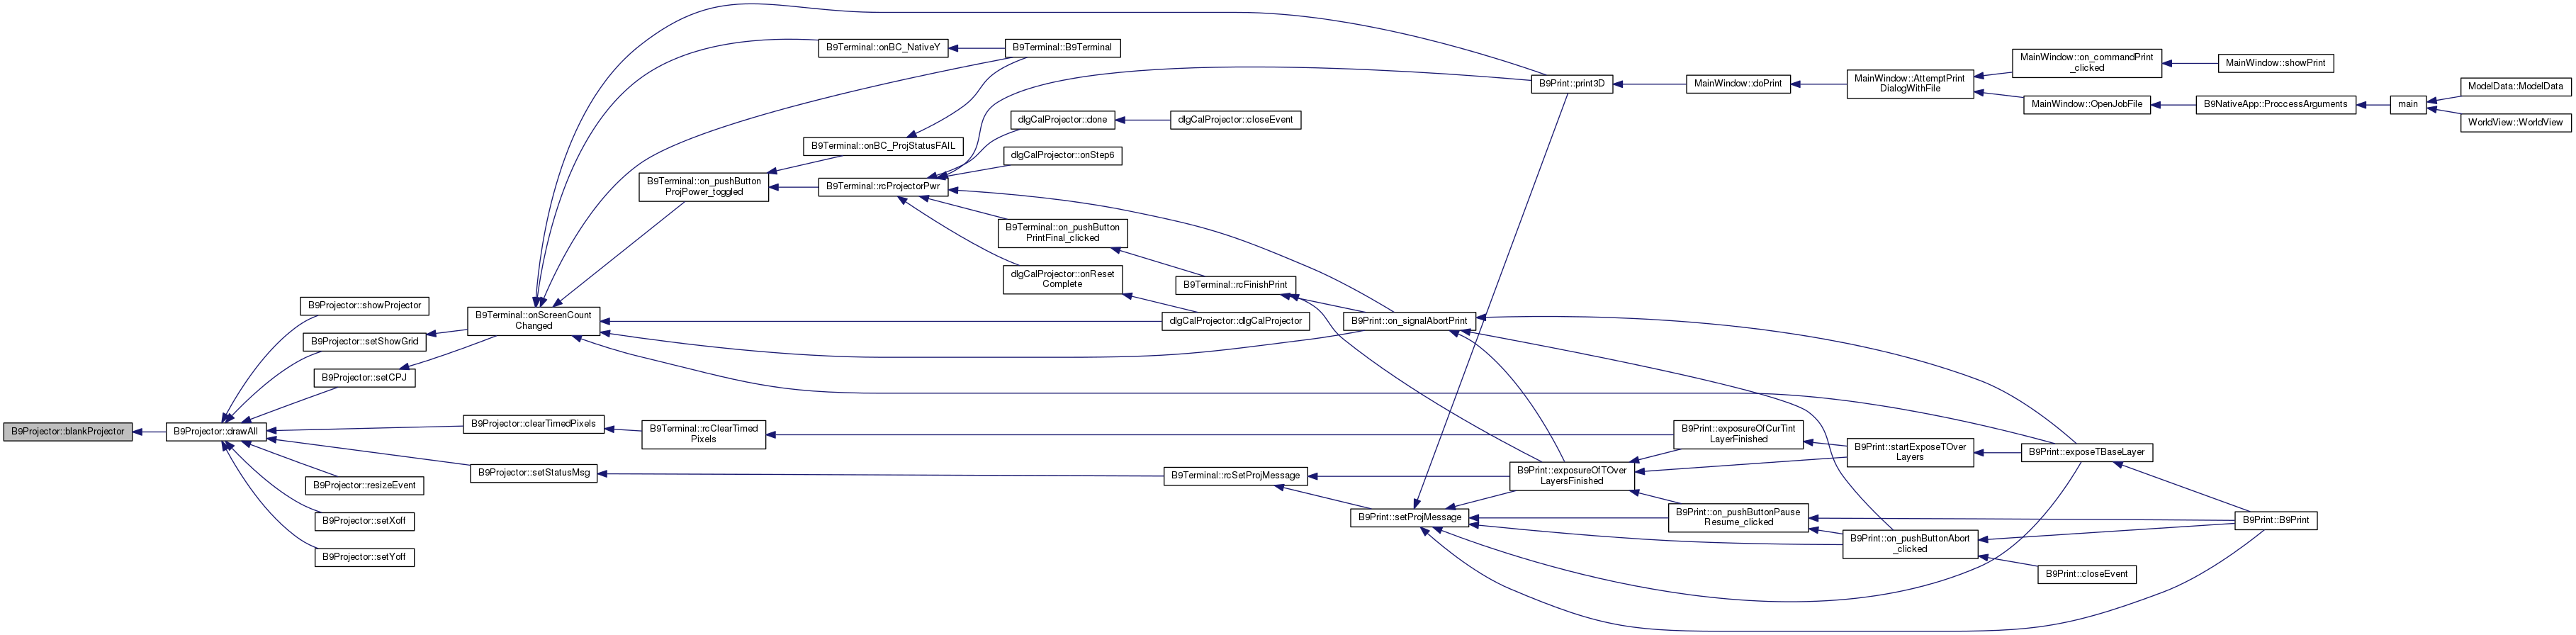 B9Projector::blankProjector
B9Projector::drawAll
B9Projector::showProjector
B9Projector::setShowGrid
B9Projector::setCPJ
B9Projector::clearTimedPixels
B9Projector::setStatusMsg
B9Projector::resizeEvent
B9Projector::setXoff
B9Projector::setYoff
B9Terminal::onScreenCount
Changed
B9Terminal::on_pushButton
ProjPower_toggled
B9Terminal::rcClearTimed
Pixels
B9Terminal::onBC_NativeY
B9Terminal::onBC_ProjStatusFAIL
B9Terminal::rcProjectorPwr
B9Terminal::B9Terminal
dlgCalProjector::done
dlgCalProjector::onStep6
B9Terminal::on_pushButton
PrintFinal_clicked
dlgCalProjector::onReset
Complete
dlgCalProjector::closeEvent
B9Terminal::rcFinishPrint
dlgCalProjector::dlgCalProjector
B9Terminal::rcSetProjMessage
B9Print::on_signalAbortPrint
B9Print::setProjMessage
B9Print::print3D
B9Print::exposureOfTOver
LayersFinished
MainWindow::doPrint
B9Print::exposureOfCurTint
LayerFinished
B9Print::on_pushButtonPause
Resume_clicked
MainWindow::AttemptPrint
DialogWithFile
B9Print::startExposeTOver
Layers
B9Print::on_pushButtonAbort
_clicked
MainWindow::on_commandPrint
_clicked
MainWindow::OpenJobFile
B9Print::exposeTBaseLayer
B9Print::closeEvent
MainWindow::showPrint
B9NativeApp::ProccessArguments
B9Print::B9Print
main
ModelData::ModelData
WorldView::WorldView